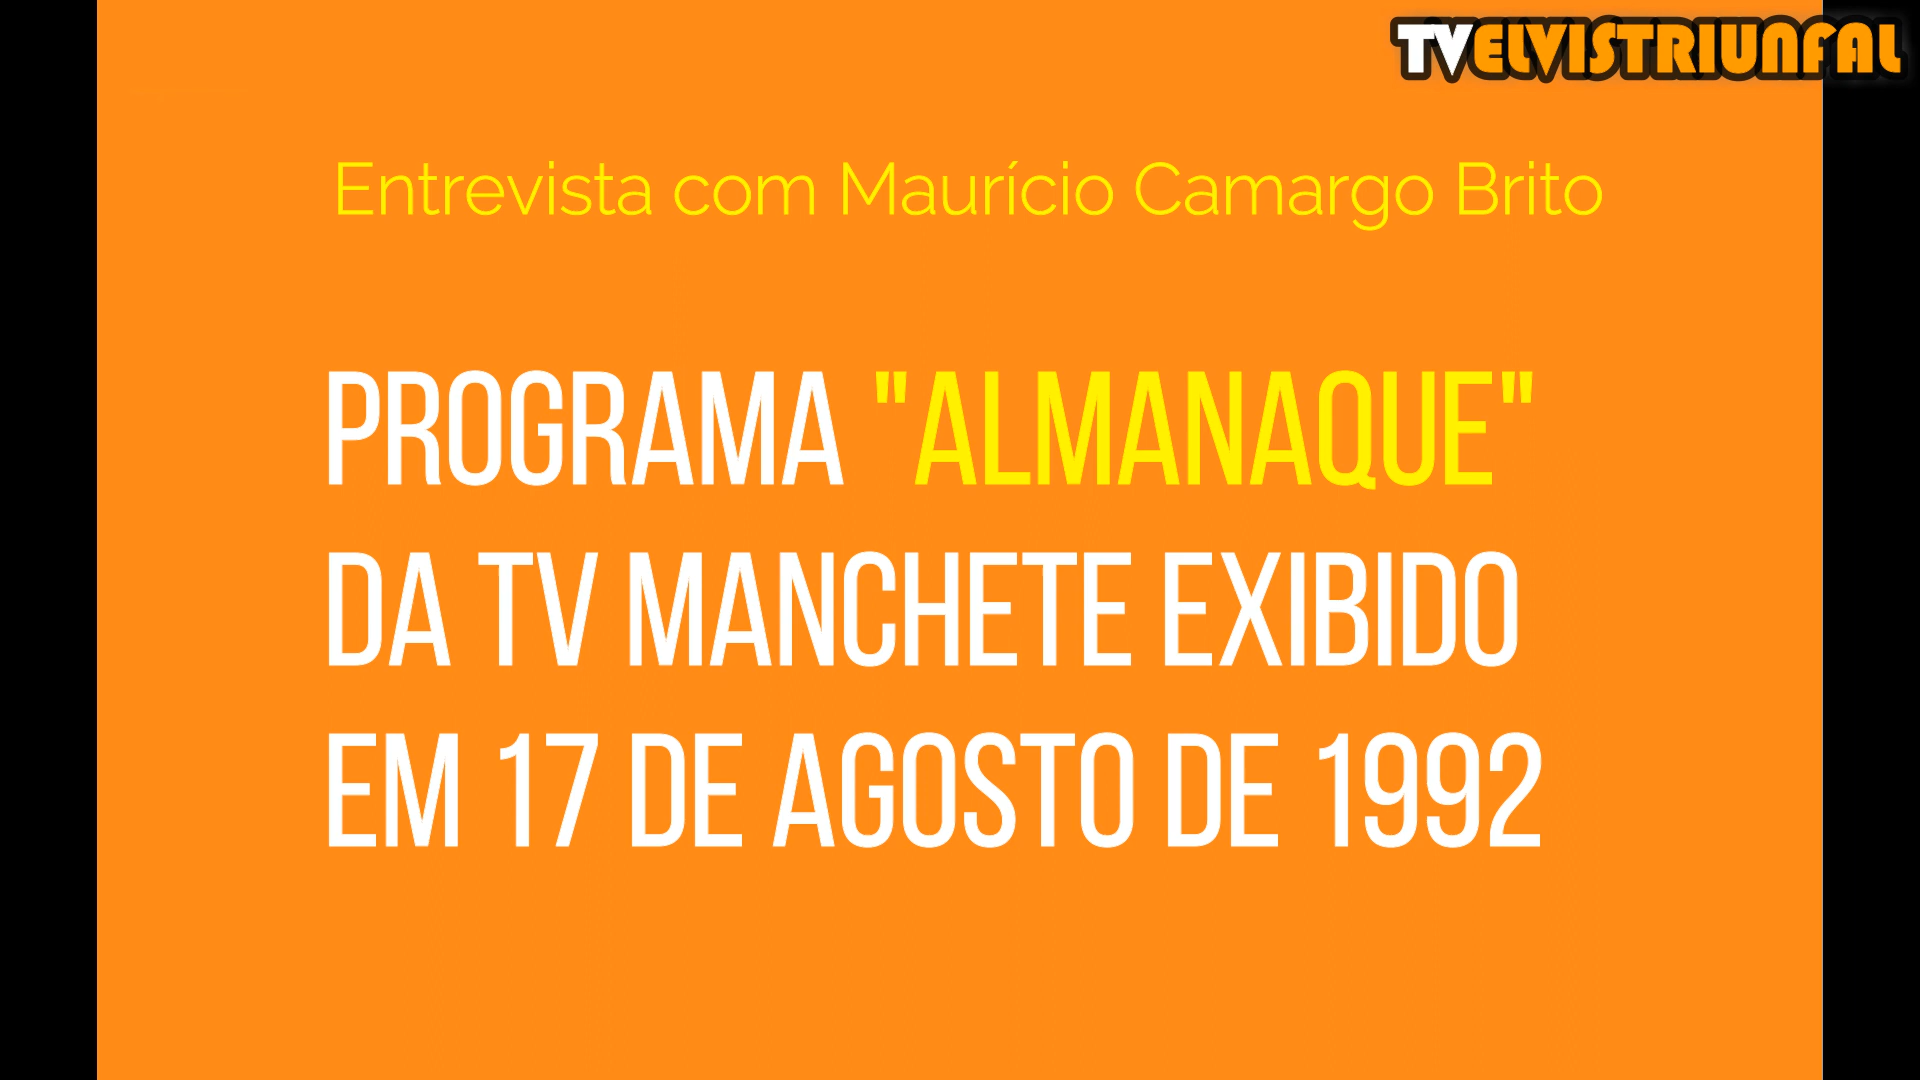 TVELVISTRIUNFAL
Entrevista com Maurício Camargo Brito
PROGRAMA "ALMANAQUE"
DA TV MANCHETE EXIBIDO
EM 17 DE AGOSTO DE 1992